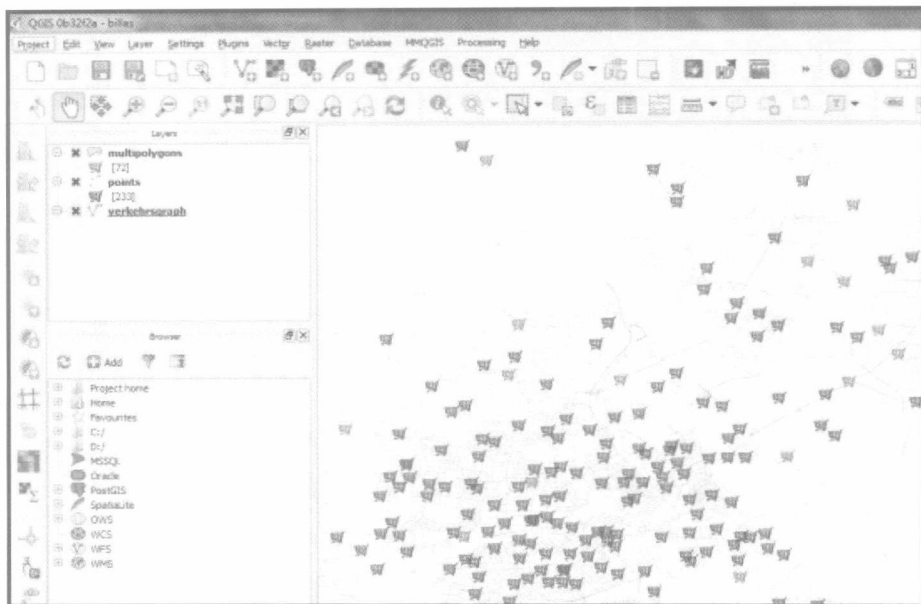 QGIS 0b32f2a - billas
Project Edit View Layer Settings Plugins Vector Raster Database MMQGIS Processing Help
Layers
multipolygons
[72]
points
[233]
verkehrsgraph
Browser
Add
Project home
Home
Favourites
C:/
D:/
MSSQL
Oracle
PostGIS
SpatiaLite
OWS
WCS
WFS
WMS